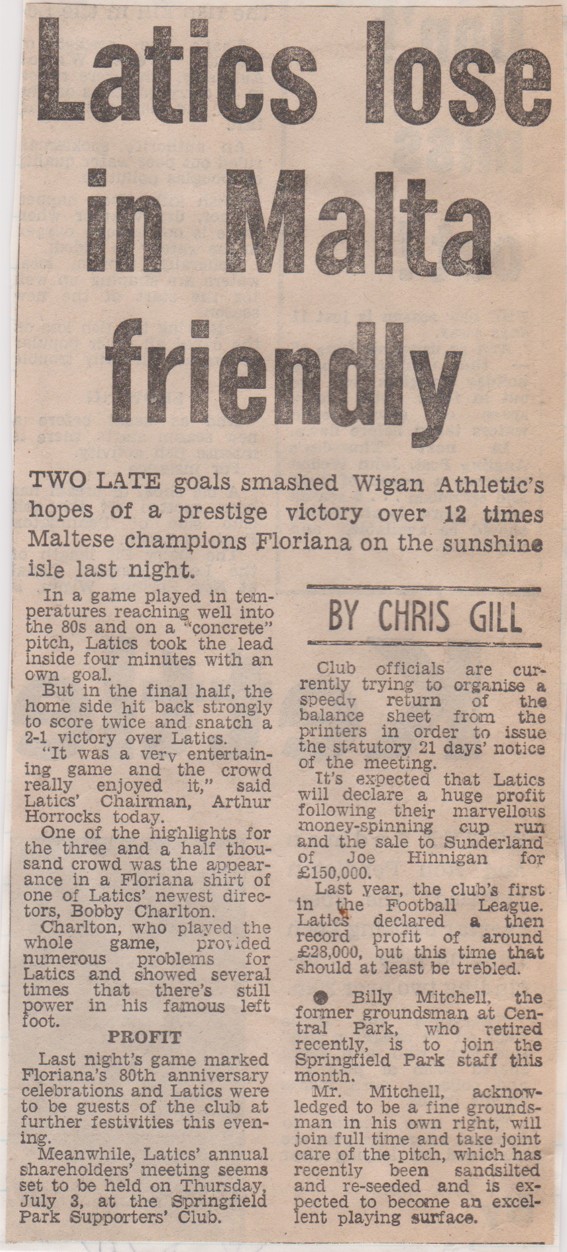 Latics lose
in Malta
friendly
TWO LATE goals smashed Wigan Athletic's
hopes of a prestige victory over 12 times
Maltese champions Floriana on the sunshine
isle last night.
In a game played in tem-
peratures reaching well into
the 80s and on a "concrete"
pitch, Latics took the lead
inside four minutes with an
own goal.
But in the final half, the
home side hit back strongly
to score twice and snatch a
2-1 victory over Latics.
"It was a very entertain-
ing game and the crowd
really enjoyed it," said
Latics' Chairman, Arthur
Horrocks today.
One of the highlights for
the three and a half thou-
sand crowd was the appear-
ance in a Floriana shirt of
one of Latics' newest direc-
tors, Bobby Charlton.
Charlton, who played the
whole game, provided
numerous problems for
Latics and showed several
times that there's still
power in his famous left
foot.
PROFIT
Last night's game marked
Floriana's 80th anniversary
celebrations and Latics were
to be guests of the club at
further festivities this even-
ing.
Meanwhile, Latics' annual
shareholders' meeting seems
set to be held on Thursday,
July 3, at the Springfield
Park Supporters' Club.
BY CHRIS GILL
Club officials are cur-
rently trying to organise a
speedy return of the
balance sheet from the
printers in order to issue
the statutory 21 days' notice
of the meeting.
It's expected that Latics
will declare a huge profit
following their marvellous
money-spinning cup run
and the sale to Sunderland
of Joe Hinnigan for
£150,000.
Last year, the club's first
in the Football League.
Latics declared a then
record profit of around
£28,000, but this time that
should at least be trebled.
● Billy Mitchell, the
former groundsman at Cen-
tral Park, who retired
recently, is to join the
Springfield Park staff this
month.
Mr. Mitchell, acknow-
ledged to be a fine grounds-
man in his own right, will
join full time and take joint
care of the pitch, which has
recently been sandsilted
and re-seeded and is ex-
pected to become an excel-
lent playing surface.